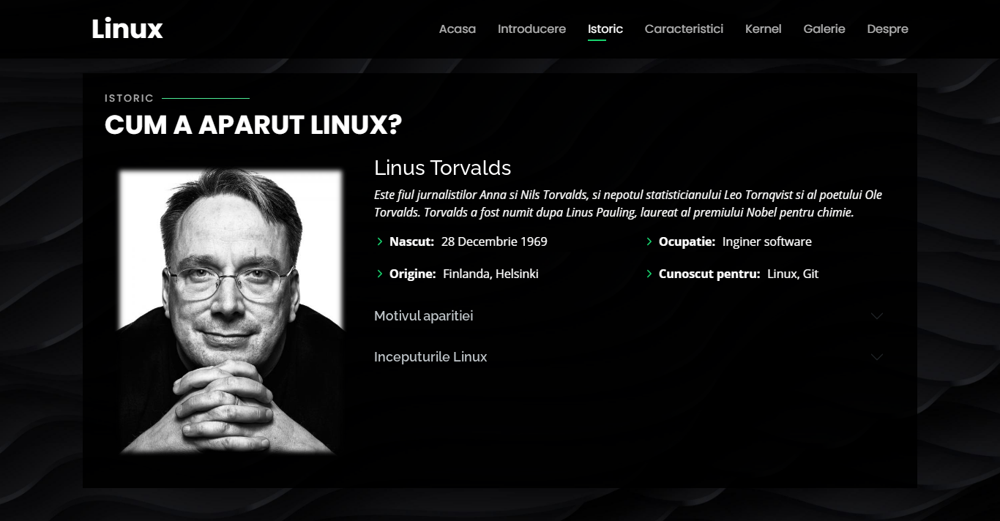 Linux
Acasa Introducere Istoric Caracteristici Kernel Galerie Despre
ISTORIC
CUM A APARUT LINUX?
Linus Torvalds
Este fiul jurnalistilor Anna si Nils Torvalds, si nepotul statisticianului Leo Tornqvist si al poetului Ole
Torvalds. Torvalds a fost numit dupa Linus Pauling, laureat al premiului Nobel pentru chimie.
Nascut: 28 Decembrie 1969
Ocupatie: Inginer software
Origine: Finlanda, Helsinki
Cunoscut pentru: Linux, Git
Motivul aparitiei
Inceputurile Linux